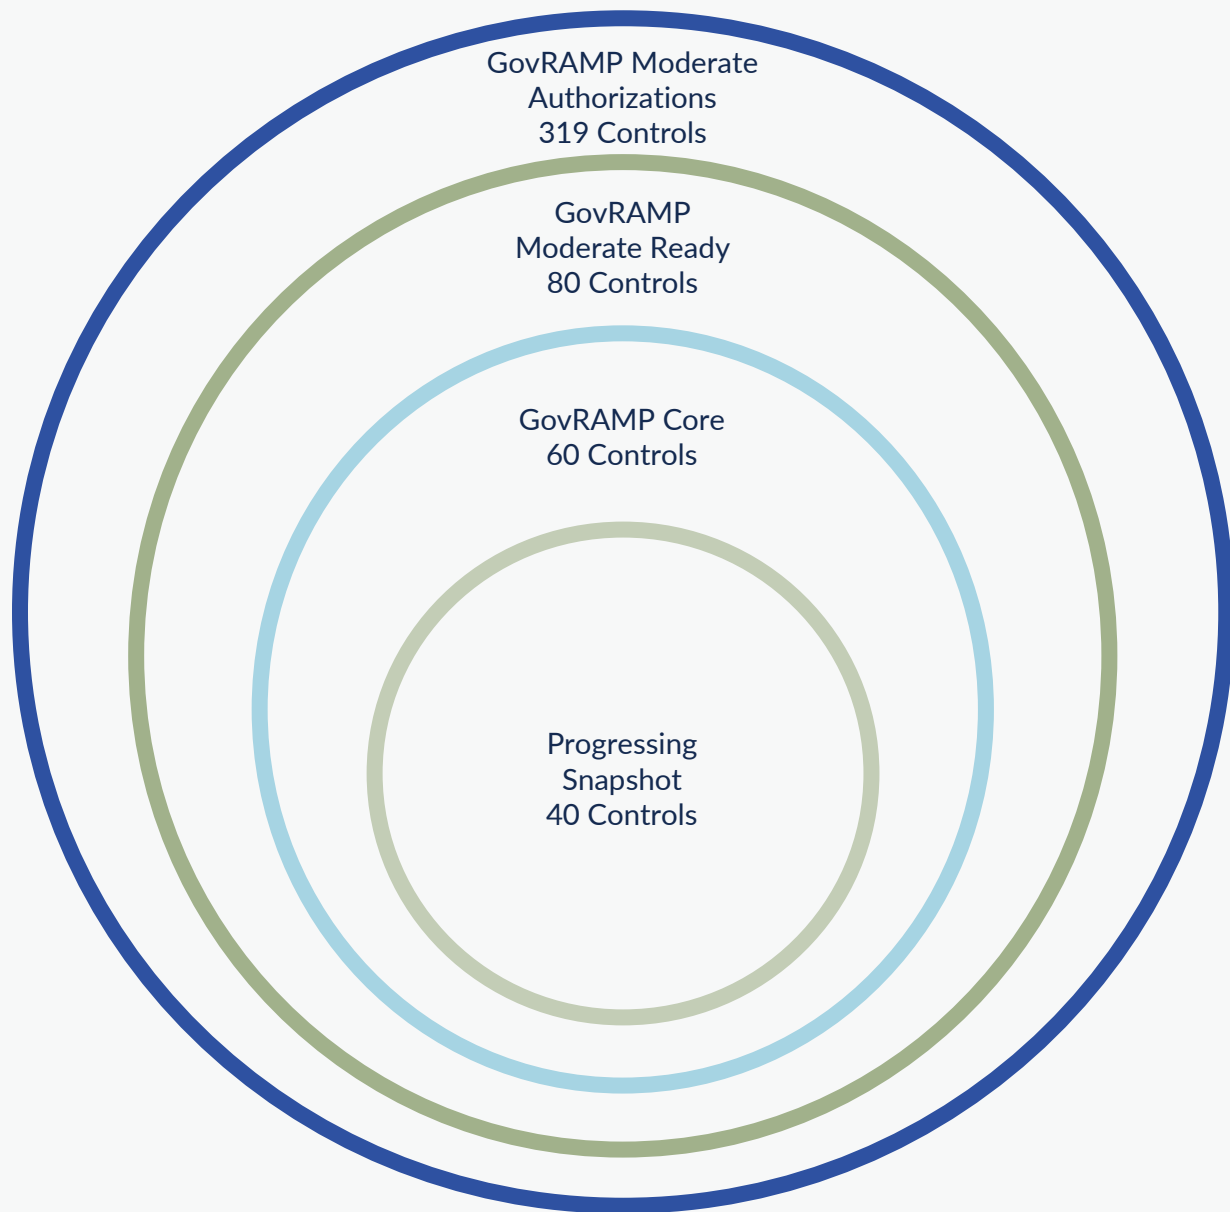 GovRAMP Moderate
Authorizations
319 Controls
GovRAMP
Moderate Ready
80 Controls
GovRAMP Core
60 Controls
Progressing
Snapshot
40 Controls